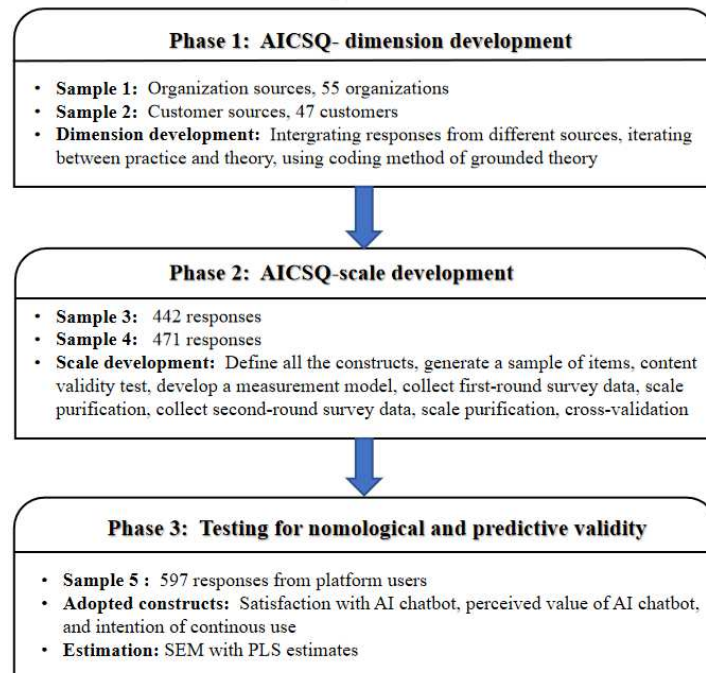 Phase 1: AICSQ- dimension development
• Sample 1: Organization sources, 55 organizations
• Sample 2: Customer sources, 47 customers
• Dimension development: Intergrating responses from different sources, iterating
between practice and theory, using coding method of grounded theory
Phase 2: AICSQ-scale development
• Sample 3: 442 responses
• Sample 4: 471 responses
• Scale development: Define all the constructs, generate a sample of items, content
validity test, develop a measurement model, collect first-round survey data, scale
purification, collect second-round survey data, scale purification, cross-validation
Phase 3: Testing for nomological and predictive validity
• Sample 5 : 597 responses from platform users
• Adopted constructs: Satisfaction with AI chatbot, perceived value of AI chatbot,
and intention of continous use
• Estimation: SEM with PLS estimates